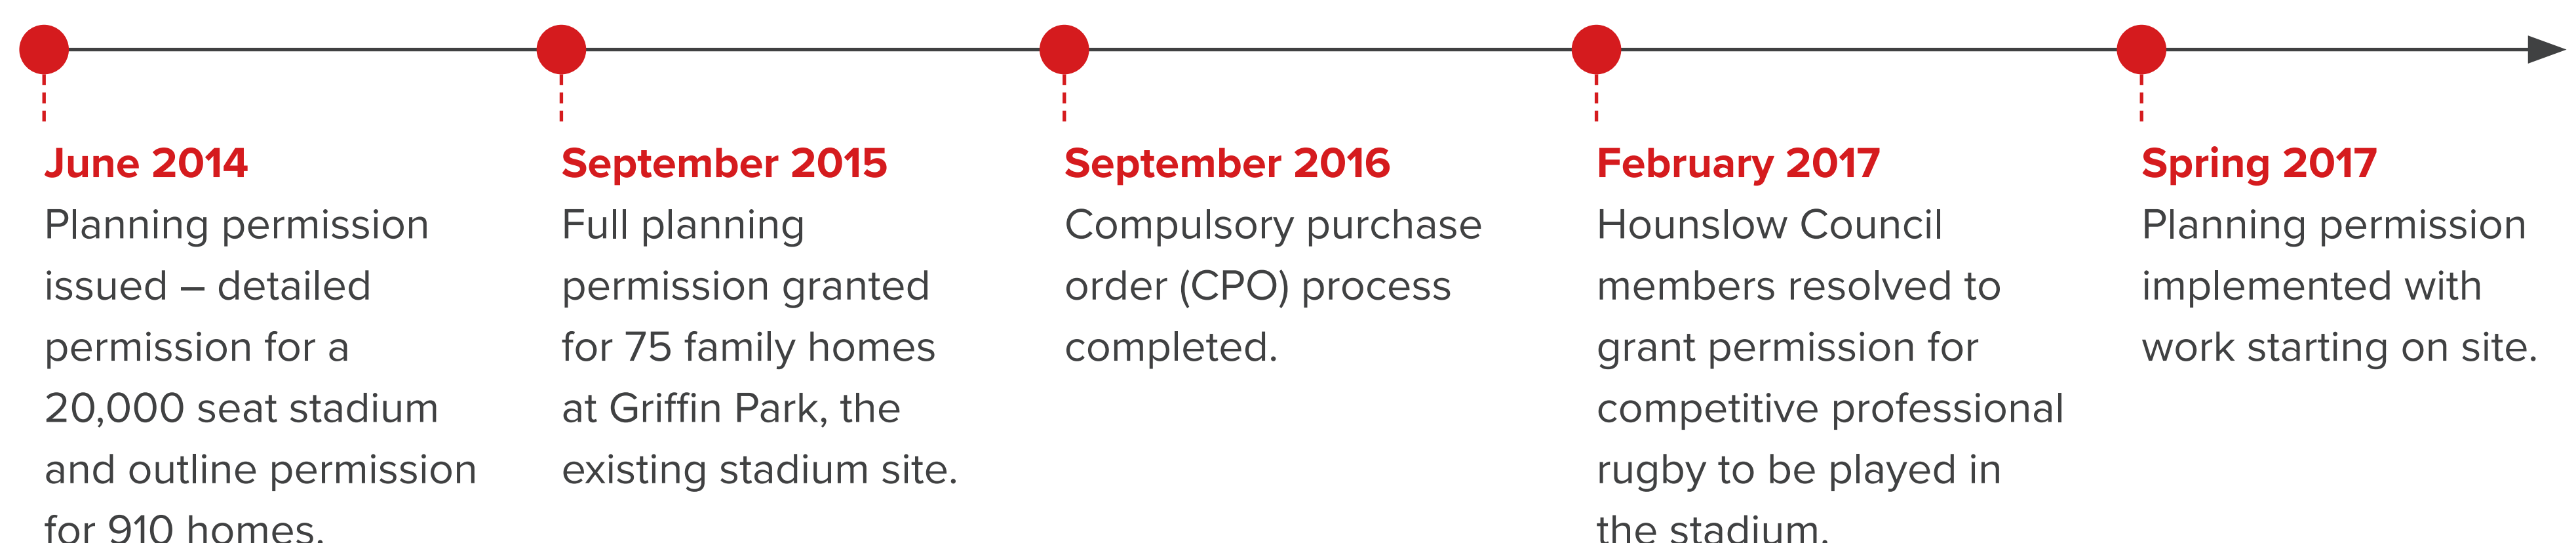 June 2014
Planning permission
issued – detailed
permission for a
20,000 seat stadium
and outline permission
for 910 homes.
September 2015
Full planning
permission granted
for 75 family homes
at Griffin Park, the
existing stadium site.
September 2016
Compulsory purchase
order (CPO) process
completed.
February 2017
Hounslow Council
members resolved to
grant permission for
competitive professional
rugby to be played in
the stadium.
Spring 2017
Planning permission
implemented with
work starting on site.